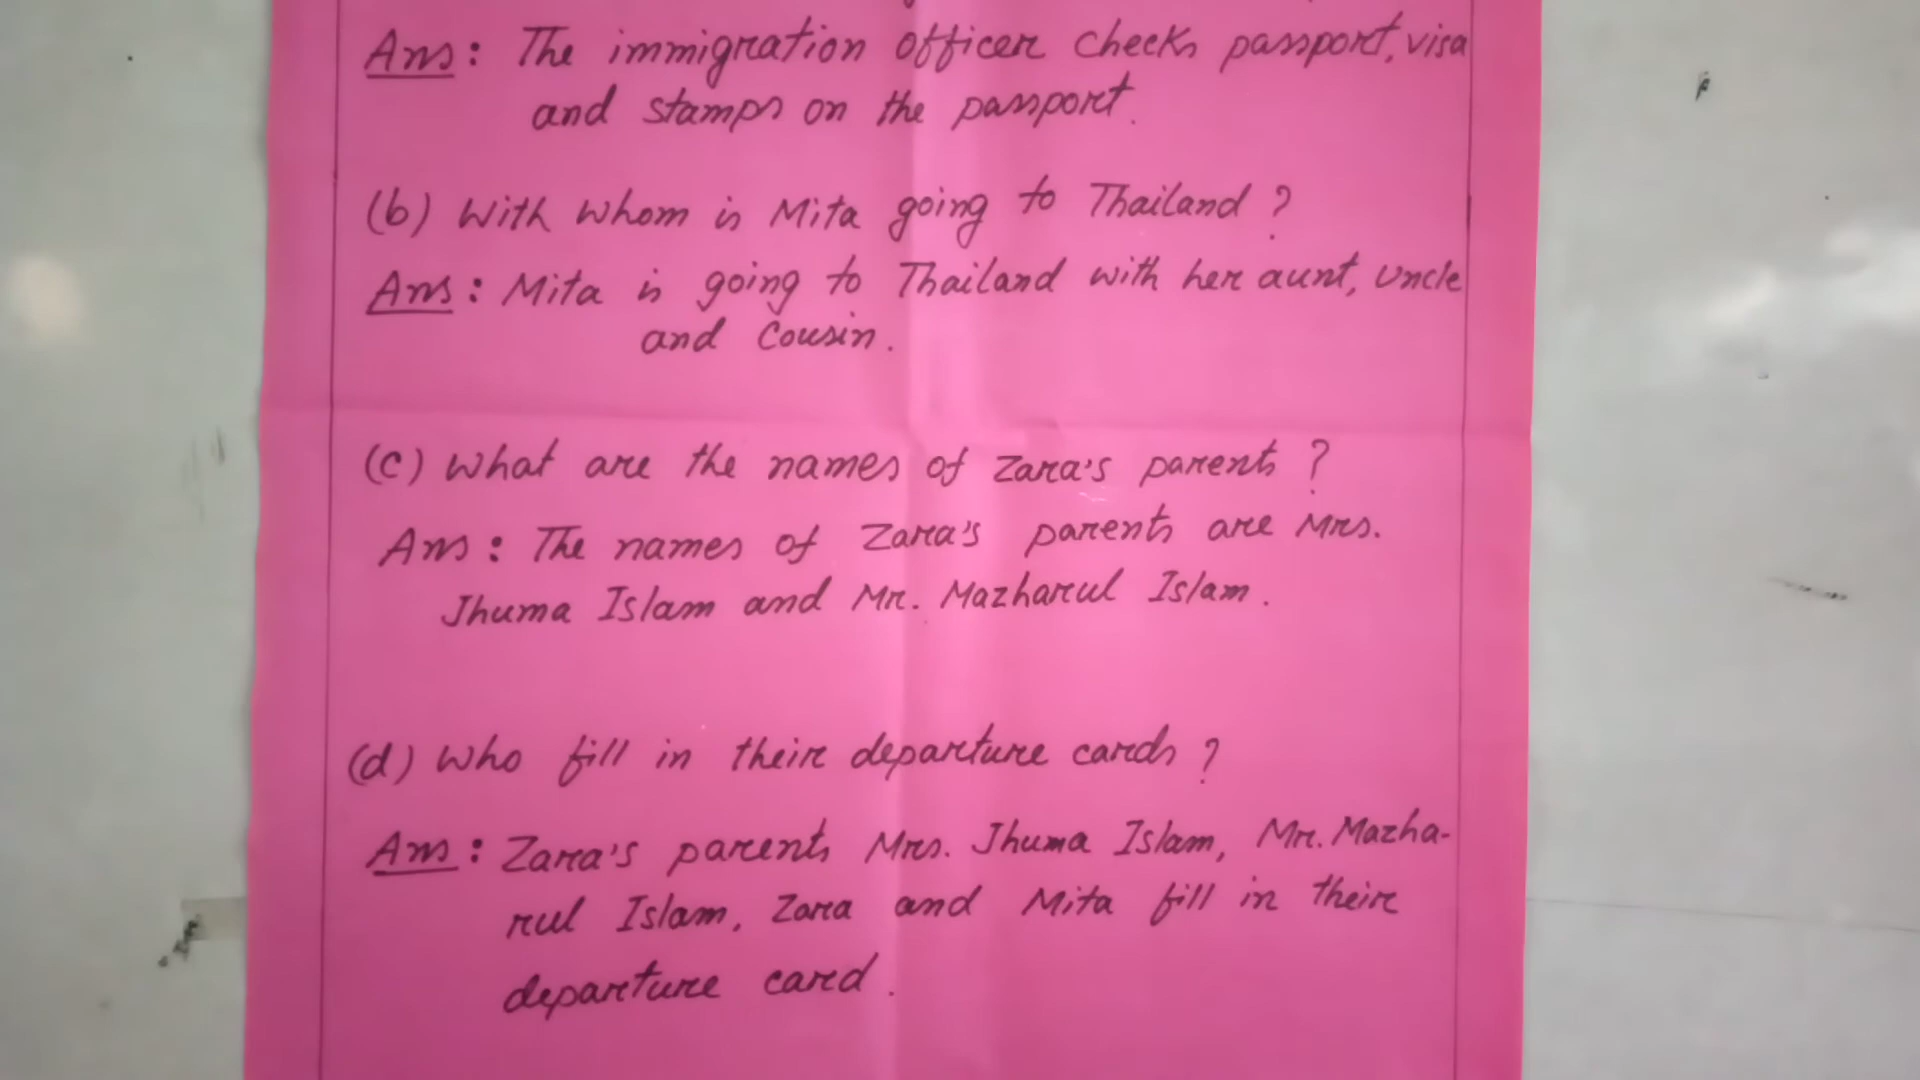 Ans: The immigration officer checks passport, visa
and stamps on the passport.
(b) With whom is Mita going to Thailand?
Ans: Mita is going to Thailand with her aunt, uncle
and Cousin.
(c) What are the names of Zara's parents?
Ans: The names of Zara's parents are Mrs.
Jhuma Islam and Mr. Mazharul Islam.
(d) Who fill in their departure cards?
Ans: Zara's parents Mrs. Jhuma Islam, Mr. Mazha-
rul Islam, Zara and Mita fill in their
departure card.